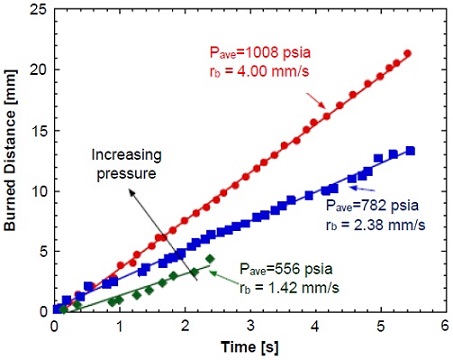 25
20
15
10
5
0
0
1
2
3
4
5
6
Burned Distance [mm]
Time [s]
Pave=1008 psia
rb = 4.00 mm/s
Increasing
pressure
Pave=782 psia
rb = 2.38 mm/s
Pave=556 psia
rb = 1.42 mm/s